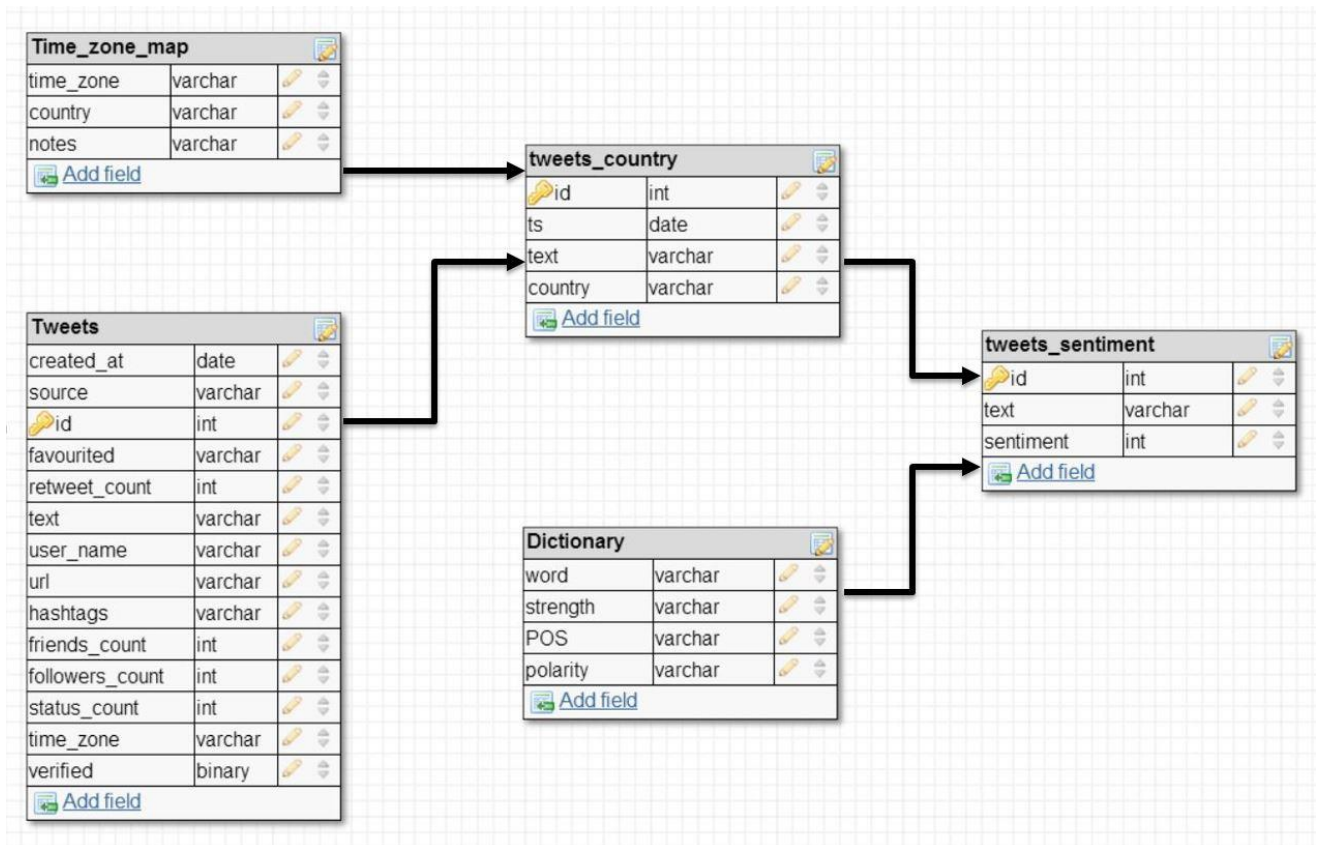 Time_zone_map
time_zone varchar
country varchar
notes varchar
Add field
tweets_country
id int
ts date
text varchar
country varchar
Add field
Tweets
created_at date
source varchar
id int
favourited varchar
retweet_count int
text varchar
user_name varchar
url varchar
hashtags varchar
friends_count int
followers_count int
status_count int
time_zone varchar
verified binary
Add field
tweets_sentiment
id int
text varchar
sentiment int
Add field
Dictionary
word varchar
strength varchar
POS varchar
polarity varchar
Add field